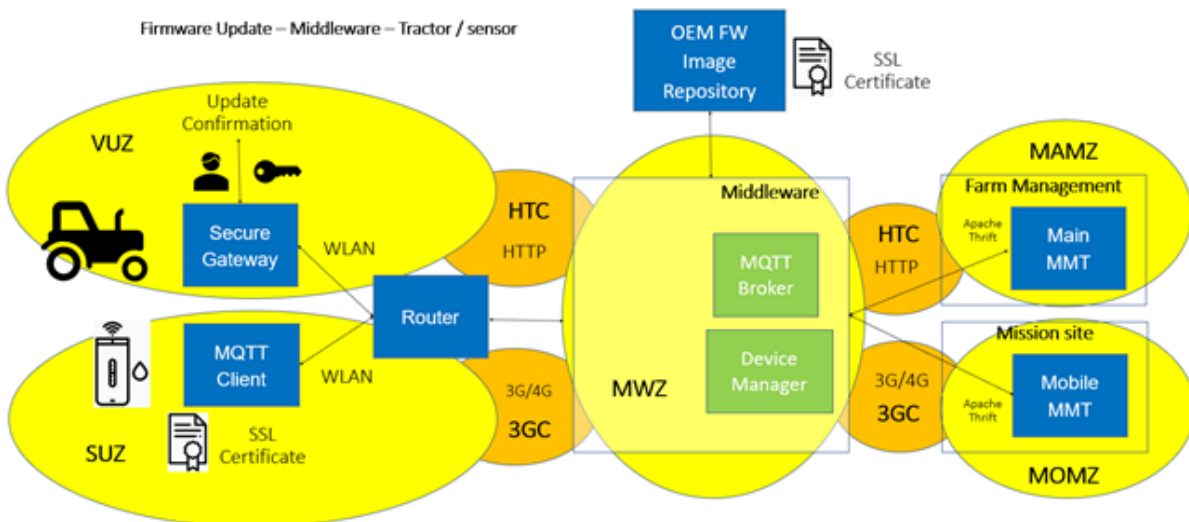 Firmware Update – Middleware – Tractor / sensor
OEM FW
Image
Repository
SSL
Certificate
Update
Confirmation
VUZ
Secure
Gateway
WLAN
HTC
HTTP
Router
MQTT
Client
WLAN
SSL
Certificate
SUZ
3G/4G
3GC
Middleware
MQTT
Broker
Device
Manager
MWZ
HTC
HTTP
3G/4G
3GC
MAMZ
Farm Management
Apache
Thrift
Main
MMT
Mission site
Apache
Thrift
Mobile
MMT
MOMZ